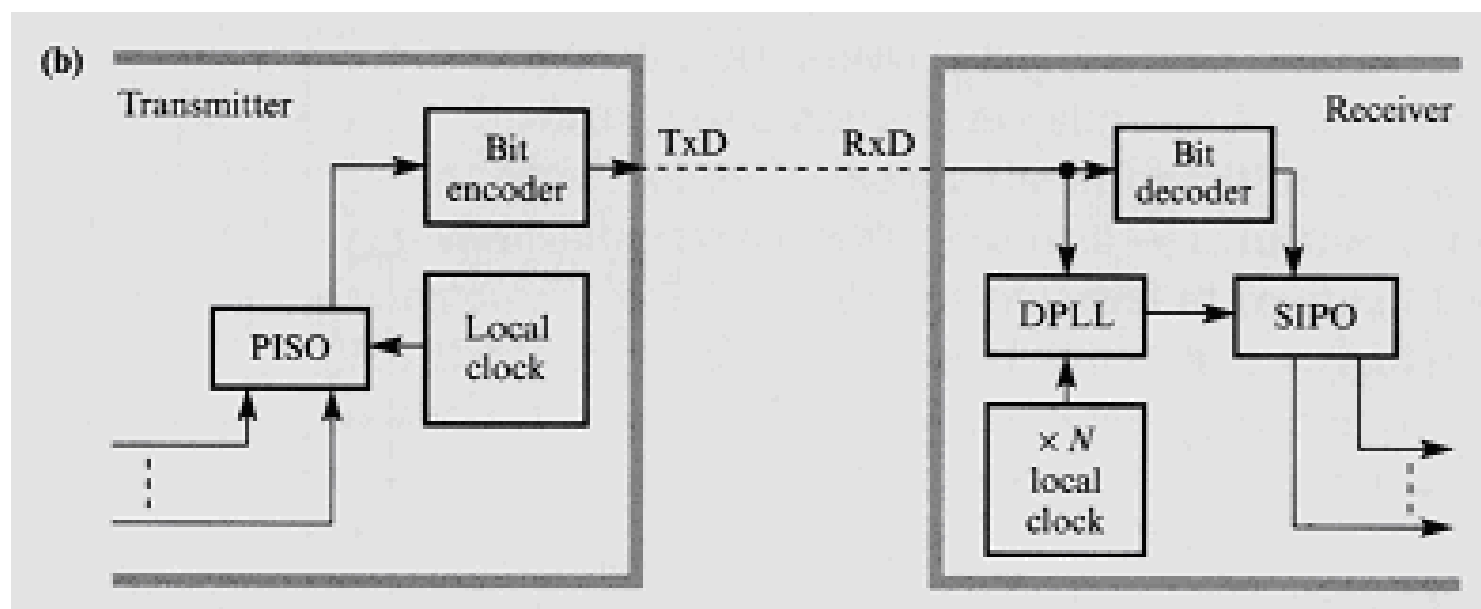 (b)
Transmitter
Bit
encoder
TxD
PISO
Local
clock
RxD
Receiver
Bit
decoder
DPLL
SIPO
× N
local
clock